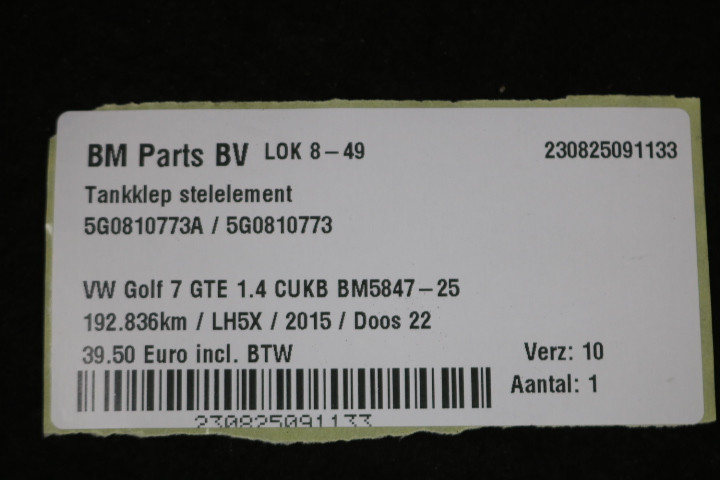 BM Parts BV LOK 8-49 230825091133
Tankklep stelelement
5G0810773A / 5G0810773
VW Golf 7 GTE 1.4 CUKB BM5847-25
192.836km / LH5X / 2015 / Doos 22
39.50 Euro incl. BTW Verz: 10
Aantal: 1
230825091133